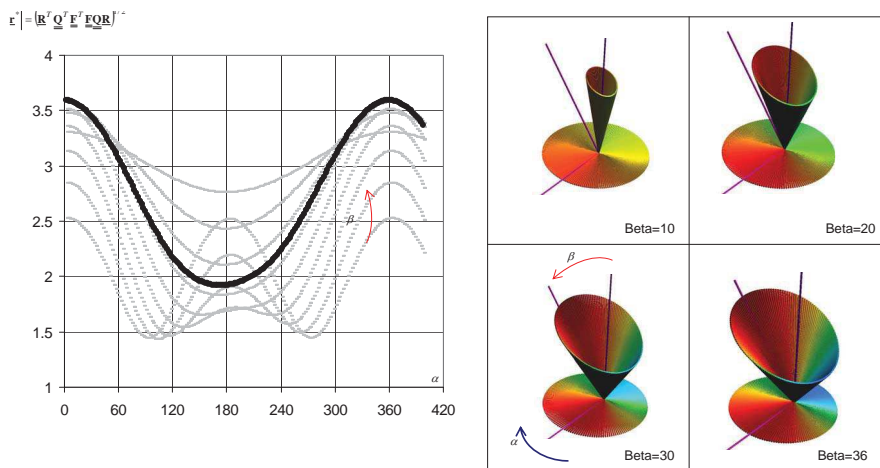 r*| = (R^T Q^T F^T FQR)^1/2
4
3.5
3
2.5
2
1.5
1
0 60 120 180 240 300 360 420
β
α
Beta=10
Beta=20
β
α
Beta=30
Beta=36